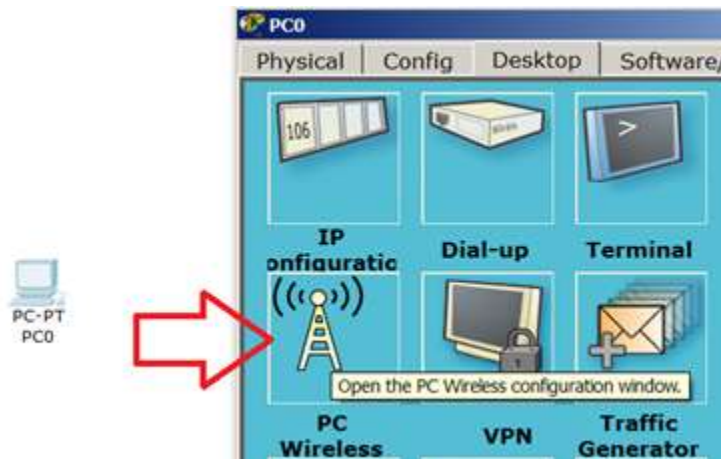 PC0
Physical
Config
Desktop
Software/
106
>
IP
onfiguratio
Dial-up
Terminal
PC-PT
PC0
Open the PC Wireless configuration window.
PC
Wireless
VPN
Traffic
Generator